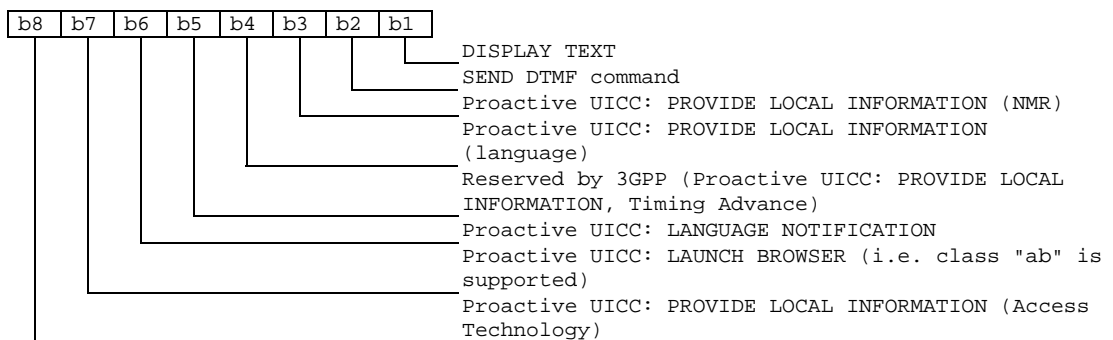 b8 b7 b6 b5 b4 b3 b2 b1
DISPLAY TEXT
SEND DTMF command
Proactive UICC: PROVIDE LOCAL INFORMATION (NMR)
Proactive UICC: PROVIDE LOCAL INFORMATION
(language)
Reserved by 3GPP (Proactive UICC: PROVIDE LOCAL
INFORMATION, Timing Advance)
Proactive UICC: LANGUAGE NOTIFICATION
Proactive UICC: LAUNCH BROWSER (i.e. class "ab" is
supported)
Proactive UICC: PROVIDE LOCAL INFORMATION (Access
Technology)